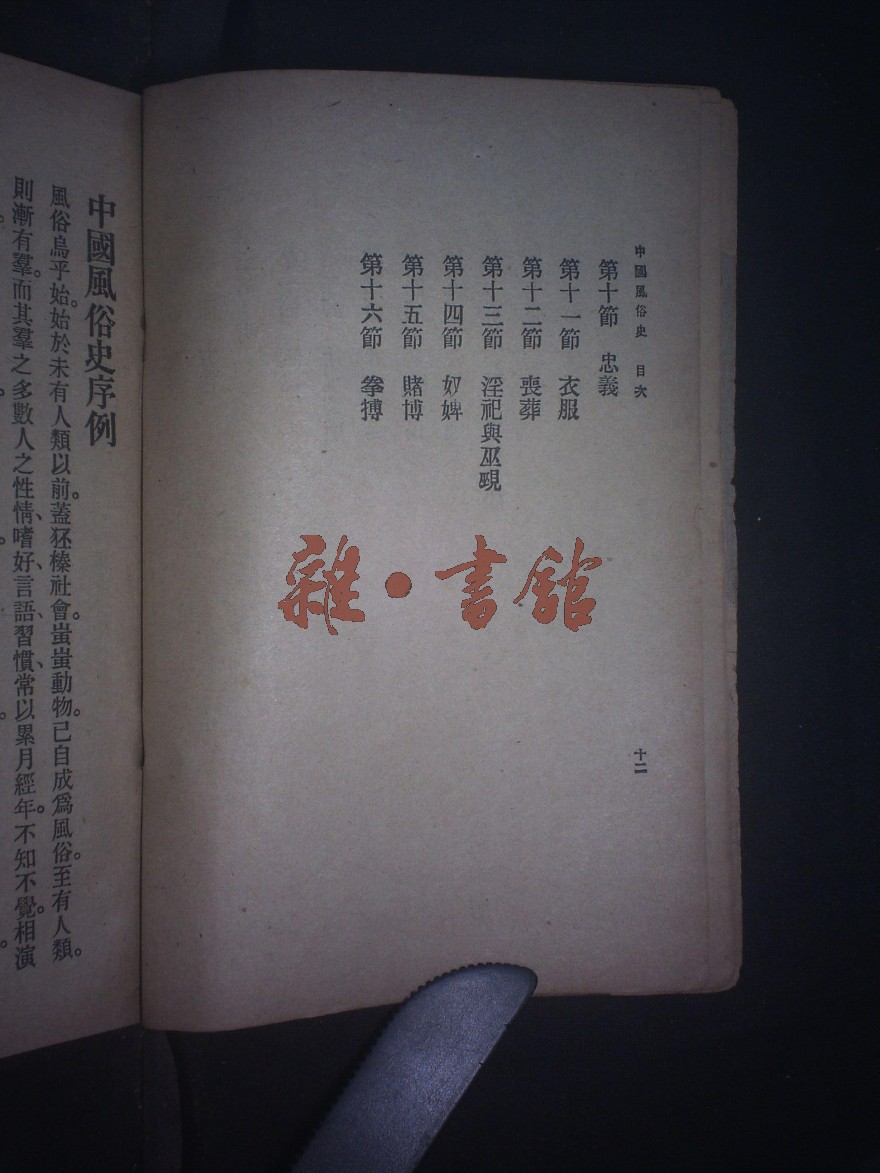 中國風俗史 目次
第十節 忠義
第十一節 衣服
第十二節 喪葬
第十三節 淫祀與巫覡
第十四節 奴婢
第十五節 賭博
第十六節 拳搏
十二
雜·書館
中國風俗史序例
風俗烏乎始。始於未有人類以前。蓋狉榛社會。蚩蚩動物。已自成爲風俗。至有人類。
則漸有羣。而其羣之多數人之性情、嗜好、言語、習慣、常以累月經年。不知不覺。相演